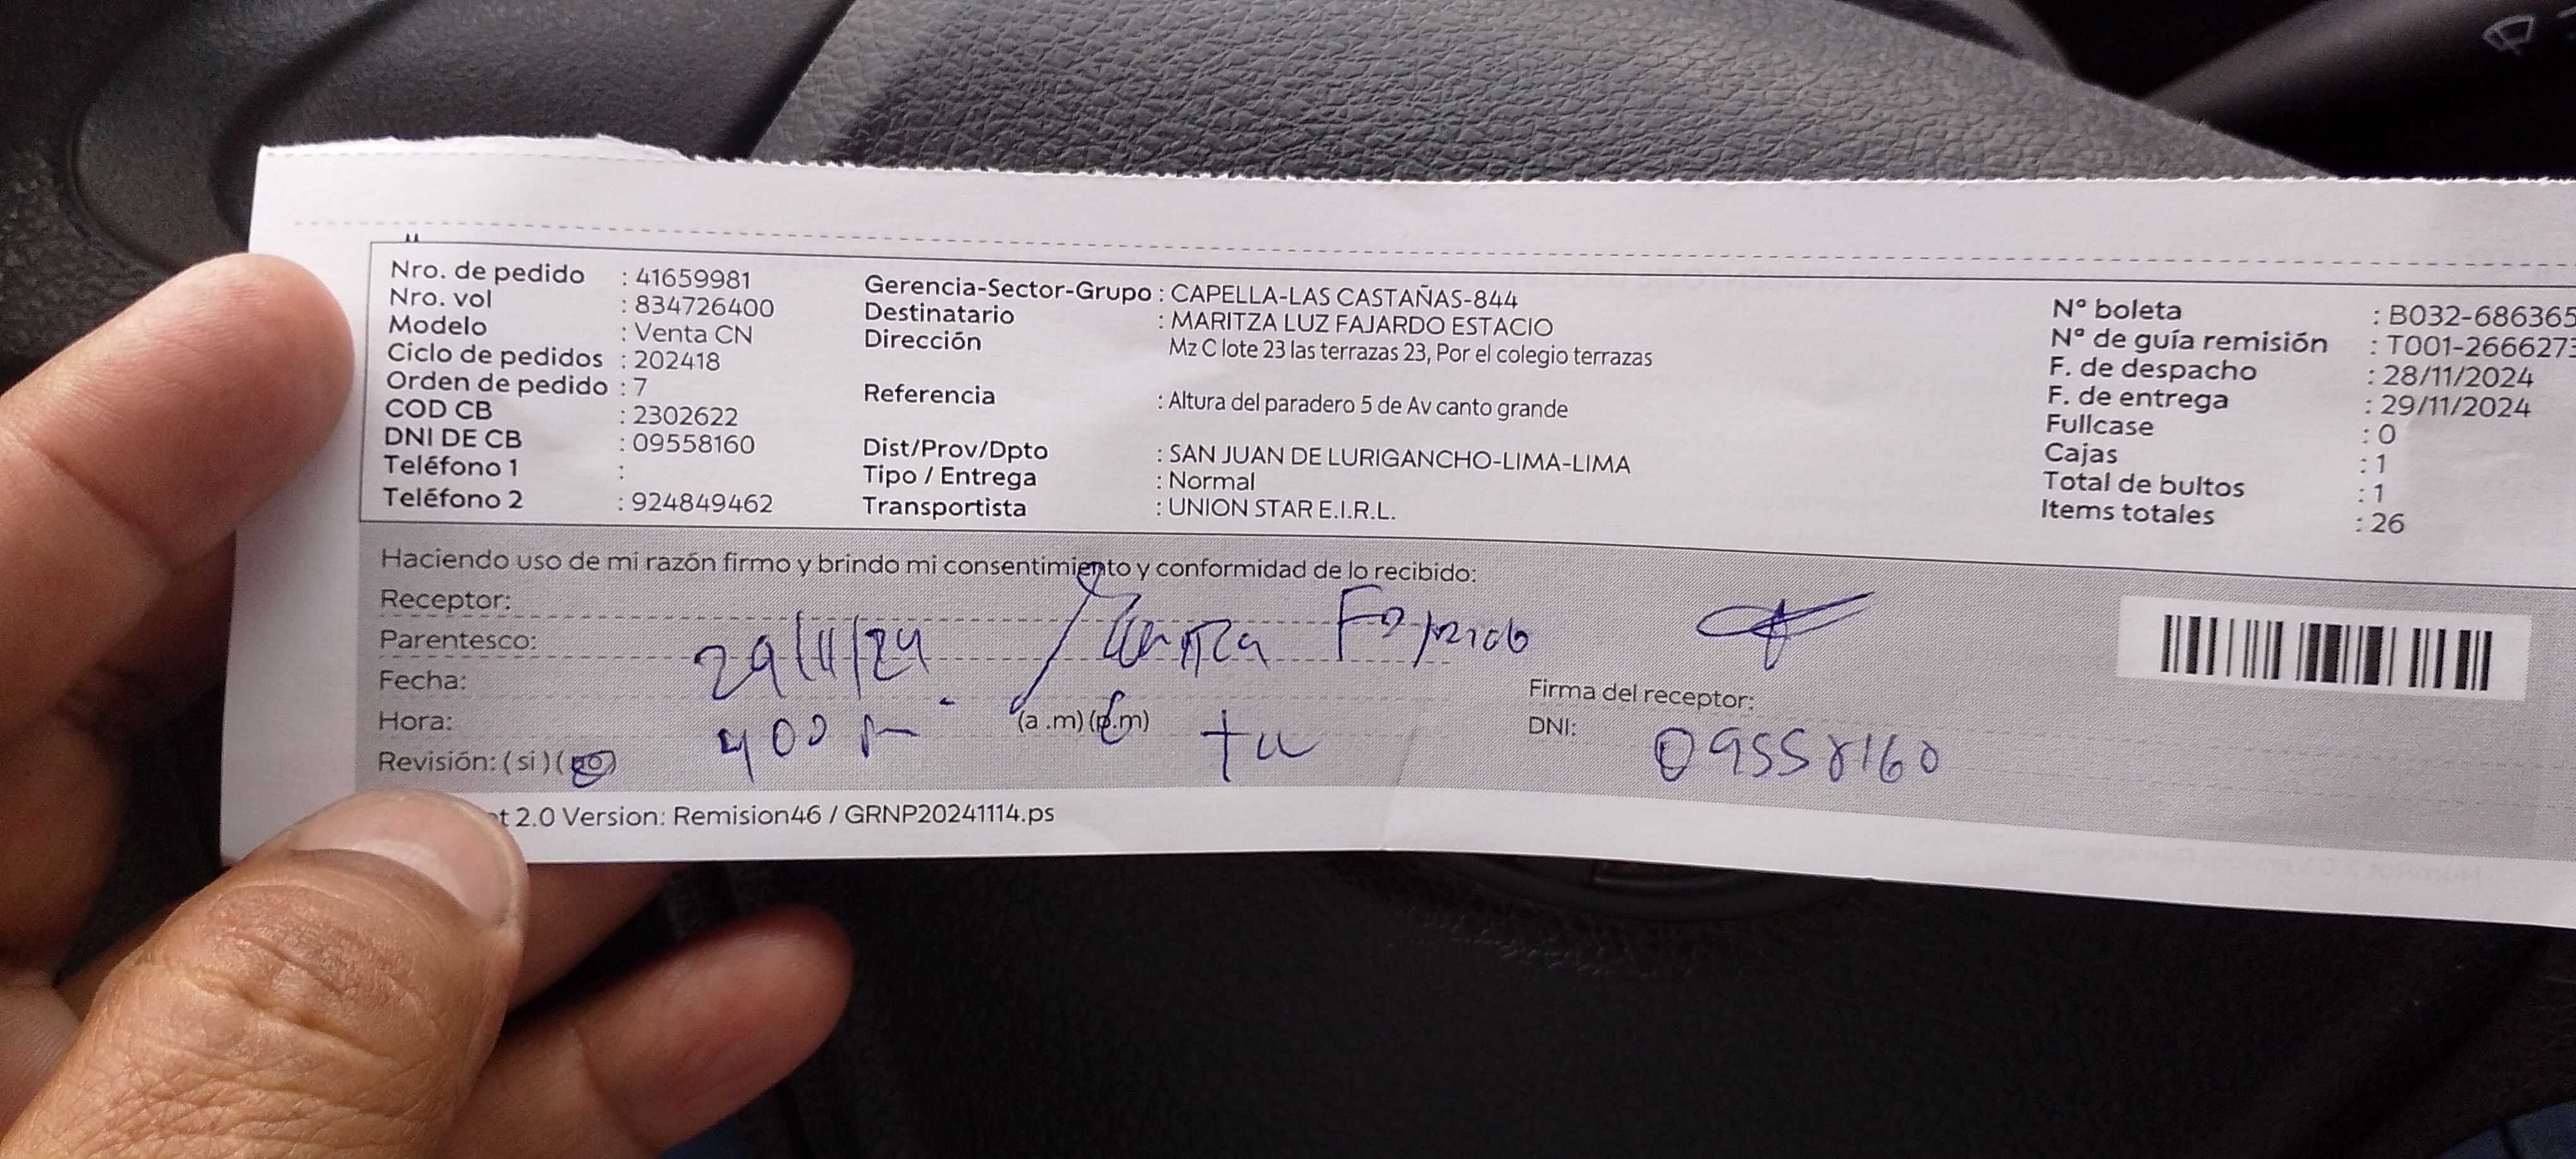 Nro. de pedido : 41659981
Nro. vol : 834726400
Modelo : Venta CN
Ciclo de pedidos : 202418
Orden de pedido : 7
COD CB : 2302622
DNI DE CB : 09558160
Teléfono 1 :
Teléfono 2 : 924849462
Gerencia-Sector-Grupo : CAPELLA-LAS CASTAÑAS-844
Destinatario : MARITZA LUZ FAJARDO ESTACIO
Dirección Mz C lote 23 las terrazas 23, Por el colegio terrazas
Referencia : Altura del paradero 5 de Av canto grande
Dist/Prov/Dpto : SAN JUAN DE LURIGANCHO-LIMA-LIMA
Tipo / Entrega : Normal
Transportista : UNION STAR E.I.R.L.
Nº boleta : B032-686365
Nª de guía remisión : T001-2666273
F. de despacho : 28/11/2024
F. de entrega : 29/11/2024
Fullcase : 0
Cajas : 1
Total de bultos : 1
Items totales : 26
Haciendo uso de mi razón firmo y brindo mi consentimiento y conformidad de lo recibido:
Receptor:
Parentesco:
29/11/24
Fecha:
Hora: 400 (a .m) (p.m)
Revisión: ( si ) ( no )
Firma del receptor:
DNI: 09558160
t 2.0 Version: Remision46 / GRNP20241114.ps